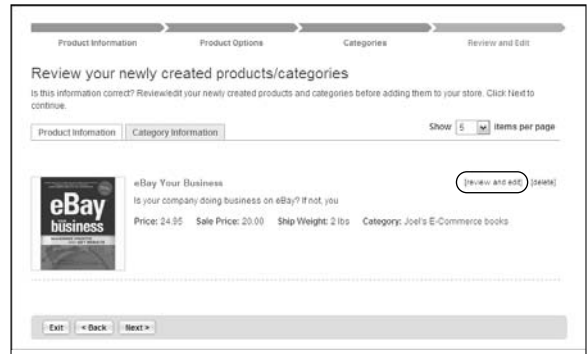 Product Information Product Options Categories Review and Edit
Review your newly created products/categories
Is this information correct? Review/edit your newly created products and categories before adding them to your store. Click Next to
continue.
Product Infomation Category Information Show 5 items per page
eBay Your Business [review and edit] [delete]
Is your company doing business on eBay? If not, you
Price: 24.95 Sale Price: 20.00 Ship Weight: 2 lbs Category: Joel's E-Commerce books
eBay
business
Exit < Back Next >